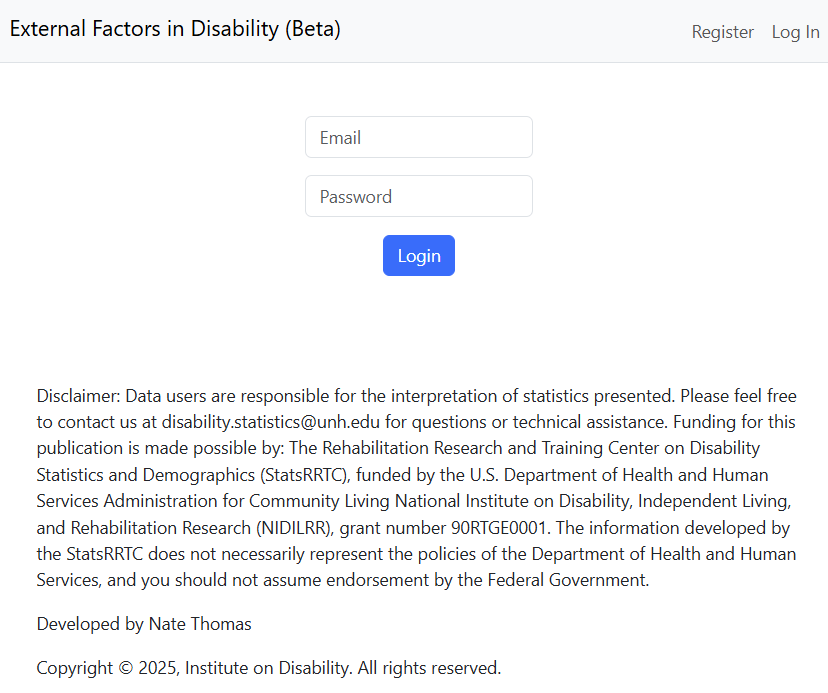 External Factors in Disability (Beta)
Register
Log In
Email
Password
Login
Disclaimer: Data users are responsible for the interpretation of statistics presented. Please feel free
to contact us at disability.statistics@unh.edu for questions or technical assistance. Funding for this
publication is made possible by: The Rehabilitation Research and Training Center on Disability
Statistics and Demographics (StatsRRTC), funded by the U.S. Department of Health and Human
Services Administration for Community Living National Institute on Disability, Independent Living,
and Rehabilitation Research (NIDILRR), grant number 90RTGE0001. The information developed by
the StatsRRTC does not necessarily represent the policies of the Department of Health and Human
Services, and you should not assume endorsement by the Federal Government.
Developed by Nate Thomas
Copyright © 2025, Institute on Disability. All rights reserved.